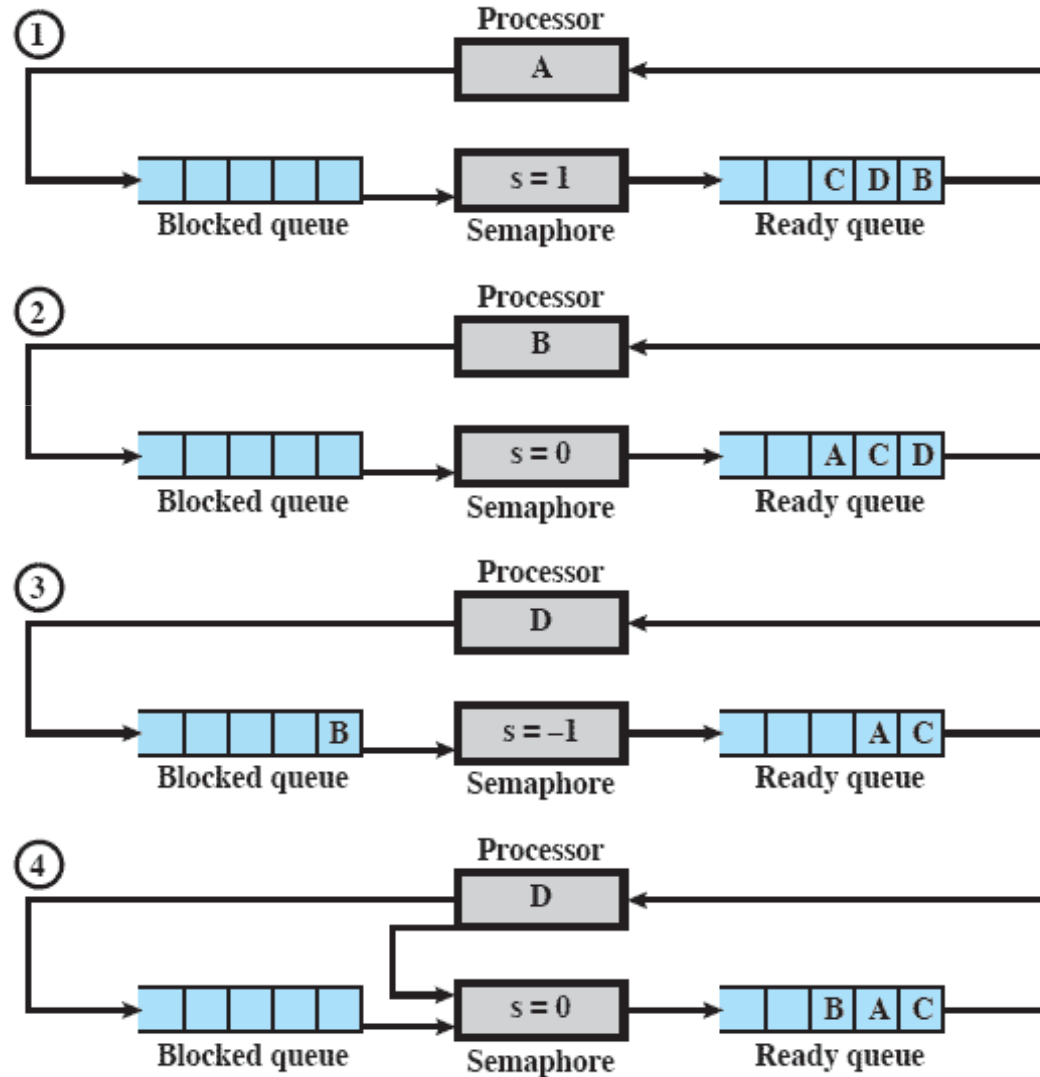 1
Processor
A
s = 1
C D B
Blocked queue
Semaphore
Ready queue
2
Processor
B
s = 0
A C D
Blocked queue
Semaphore
Ready queue
3
Processor
D
B
s = –1
A C
Blocked queue
Semaphore
Ready queue
4
Processor
D
s = 0
B A C
Blocked queue
Semaphore
Ready queue